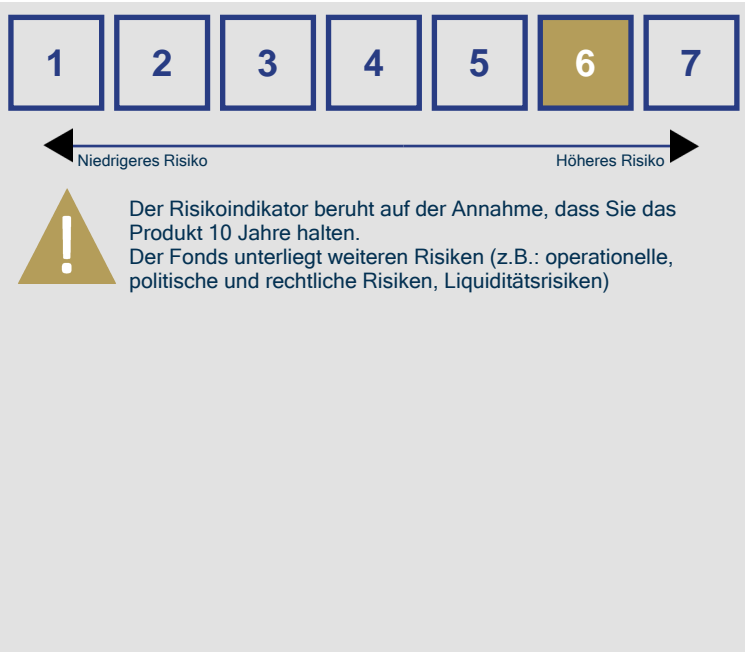 1 2 3 4 5 6 7
Niedrigeres Risiko Höheres Risiko
!
Der Risikoindikator beruht auf der Annahme, dass Sie das
Produkt 10 Jahre halten.
Der Fonds unterliegt weiteren Risiken (z.B.: operationelle,
politische und rechtliche Risiken, Liquiditätsrisiken)